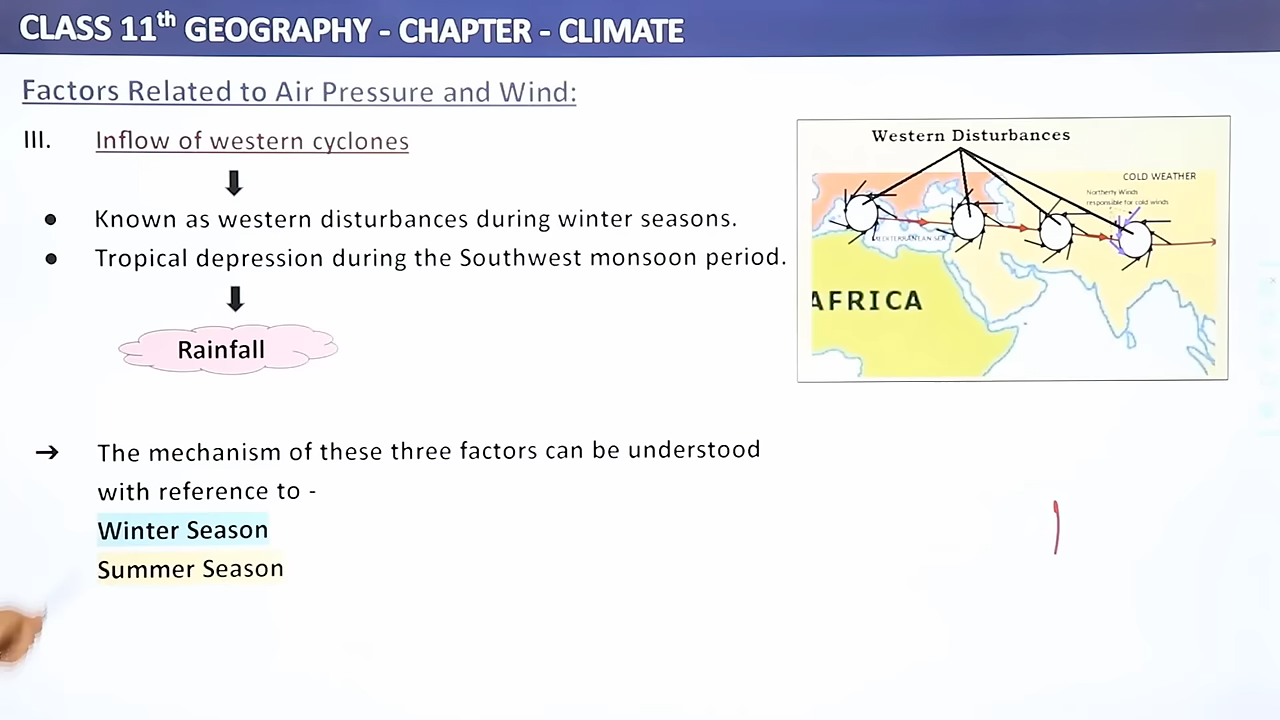 CLASS 11th GEOGRAPHY - CHAPTER - CLIMATE
Factors Related to Air Pressure and Wind:
III. Inflow of western cyclones
● Known as western disturbances during winter seasons.
● Tropical depression during the Southwest monsoon period.
Rainfall
Western Disturbances
COLD WEATHER
Northerly Winds
responsible for cold winds
MEDITERRANEAN SEA
AFRICA
→ The mechanism of these three factors can be understood
with reference to -
Winter Season
Summer Season